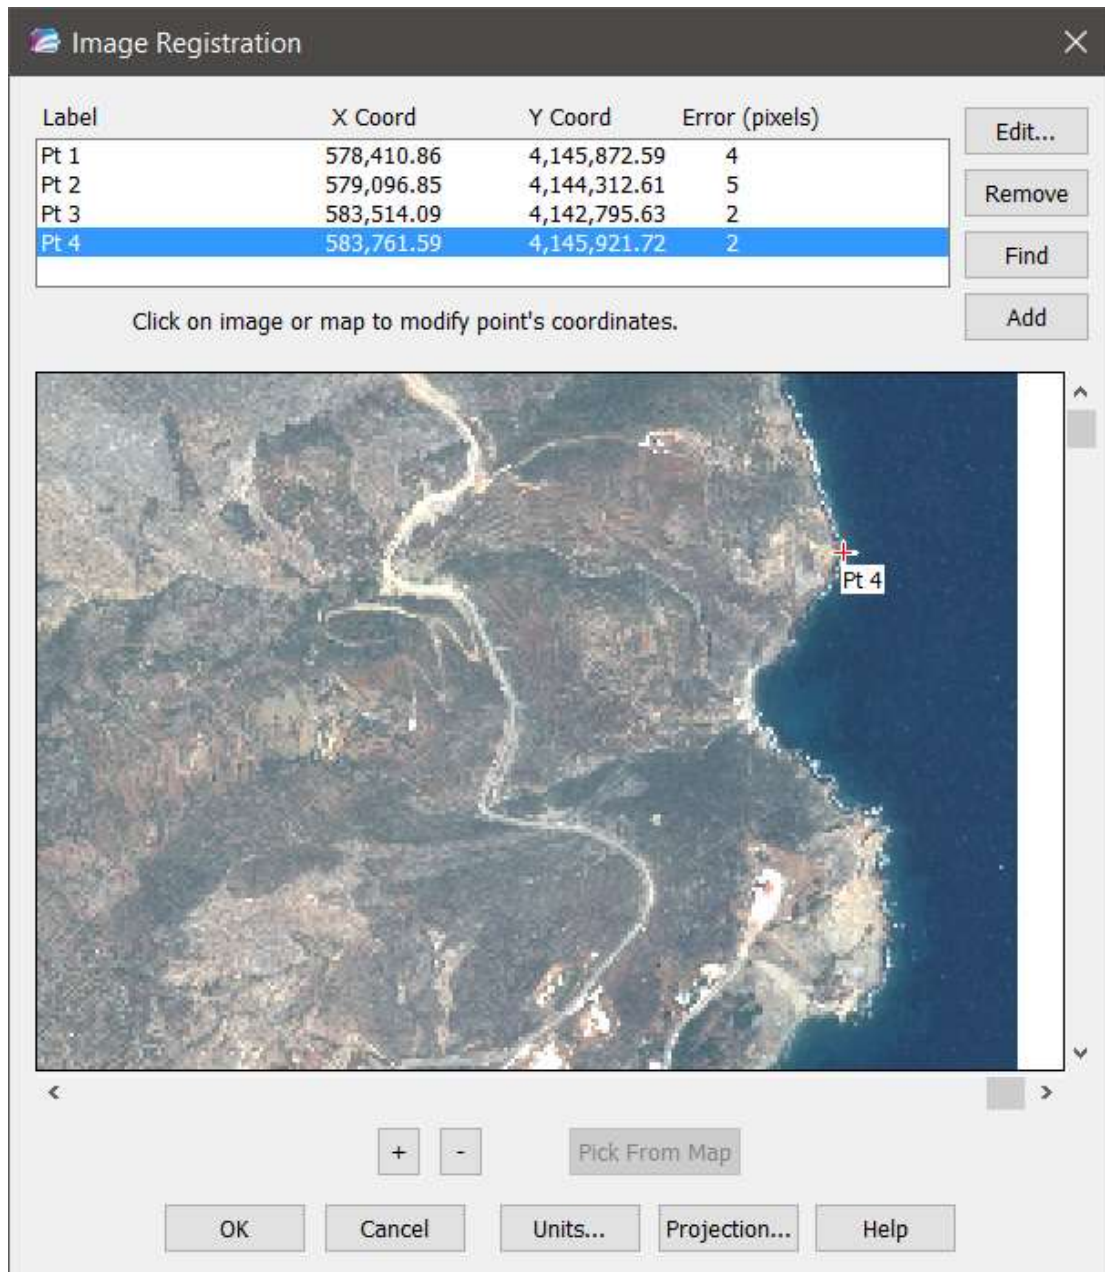 Image Registration
Label X Coord Y Coord Error (pixels)
Pt 1 578,410.86 4,145,872.59 4
Pt 2 579,096.85 4,144,312.61 5
Pt 3 583,514.09 4,142,795.63 2
Pt 4 583,761.59 4,145,921.72 2
Edit...
Remove
Find
Add
Click on image or map to modify point's coordinates.
Pt 4
+ - Pick From Map
OK Cancel Units... Projection... Help